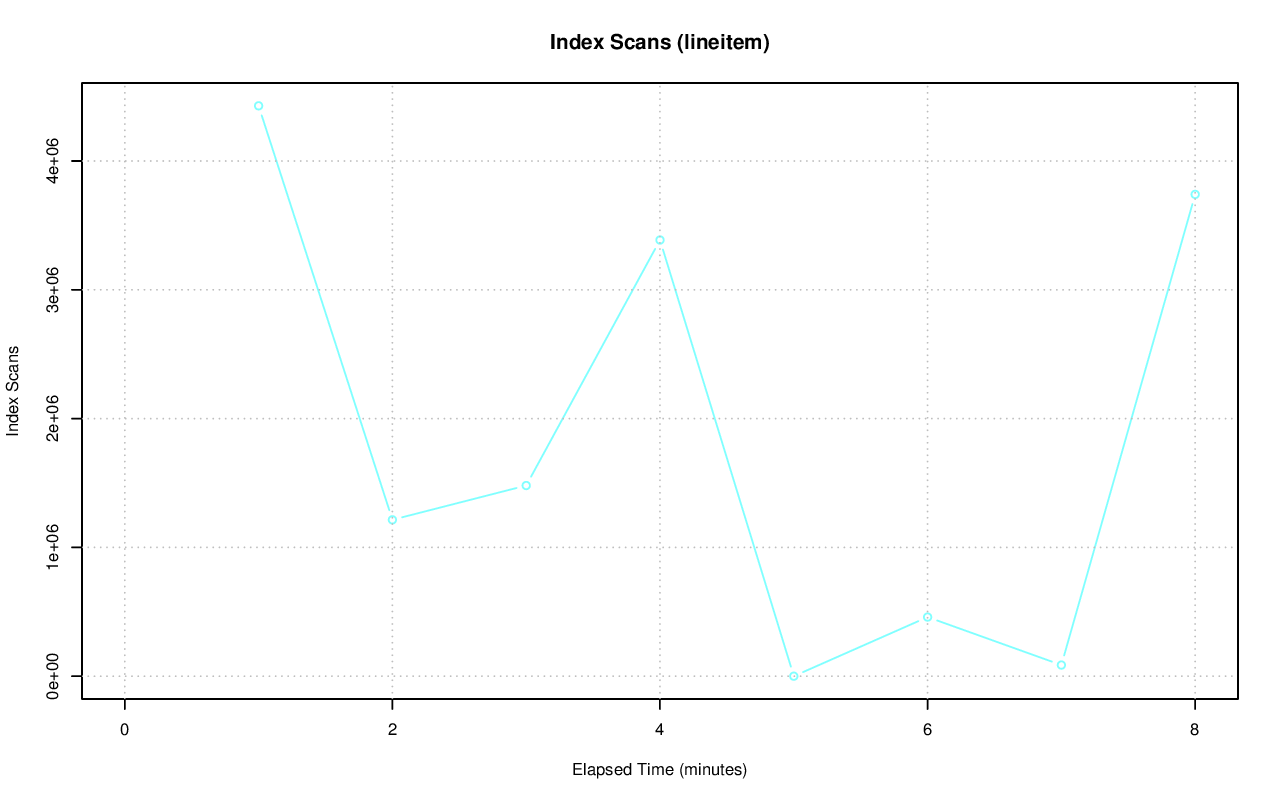 Index Scans (lineitem)
Index Scans
4e+06
3e+06
2e+06
1e+06
0e+00
0 2 4 6 8
Elapsed Time (minutes)